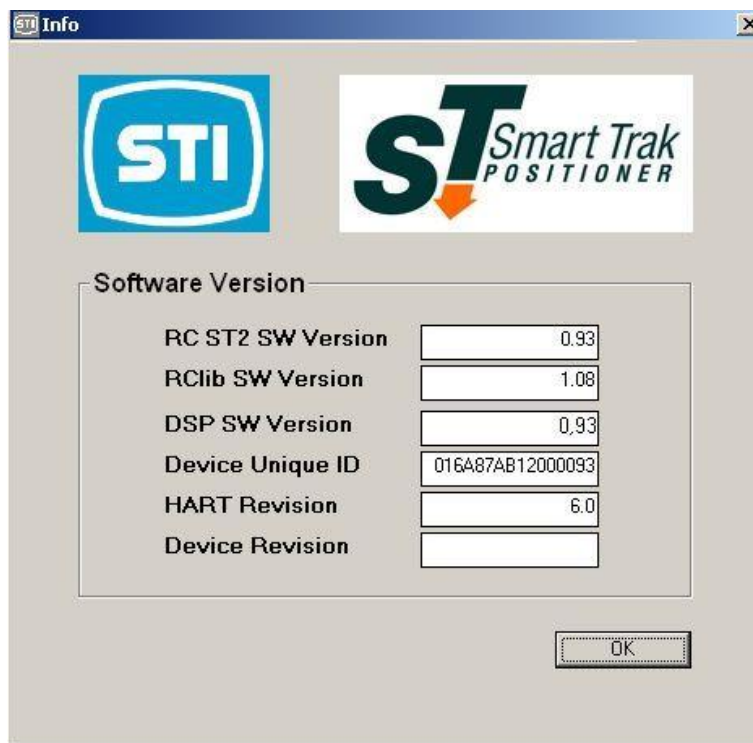 STI Info
STI
ST Smart Trak
POSITIONER
Software Version
RC ST2 SW Version 0.93
RClib SW Version 1.08
DSP SW Version 0,93
Device Unique ID 016A87AB12000093
HART Revision 6.0
Device Revision
OK